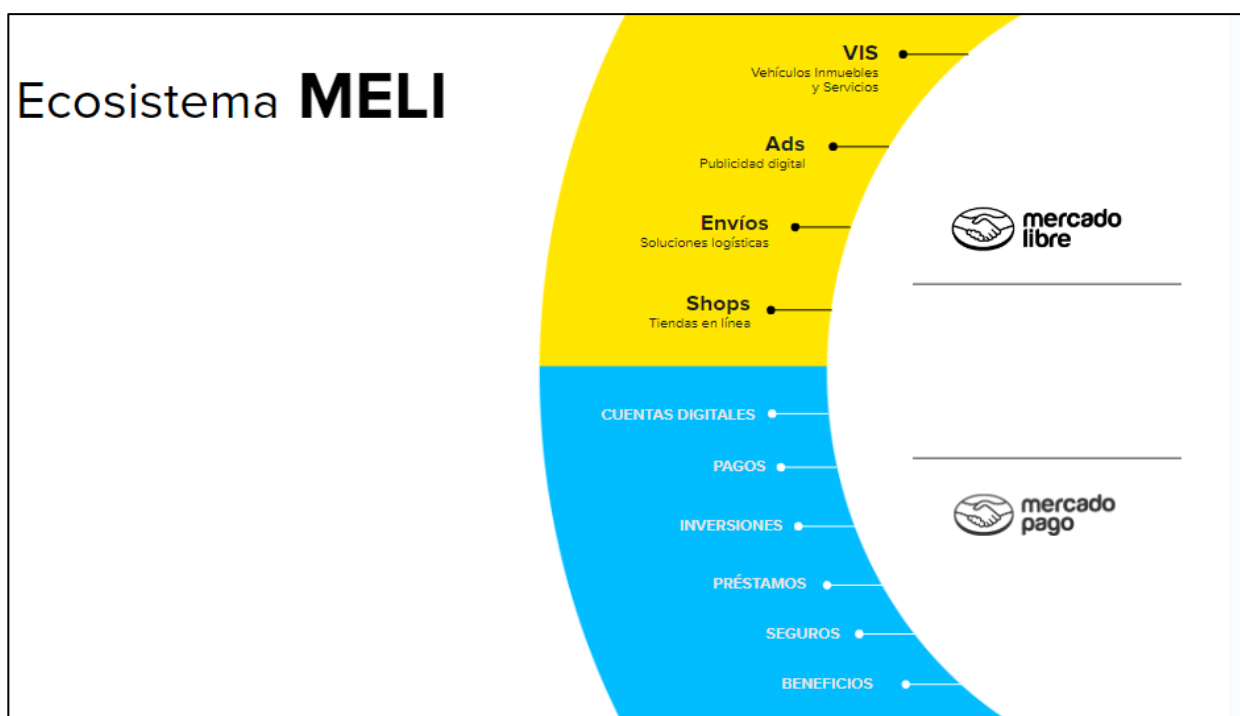 Ecosistema MELI
VIS
Vehículos Inmuebles
y Servicios
Ads
Publicidad digital
Envíos
Soluciones logísticas
Shops
Tiendas en línea
mercado
libre
CUENTAS DIGITALES
PAGOS
INVERSIONES
PRÉSTAMOS
SEGUROS
BENEFICIOS
mercado
pago